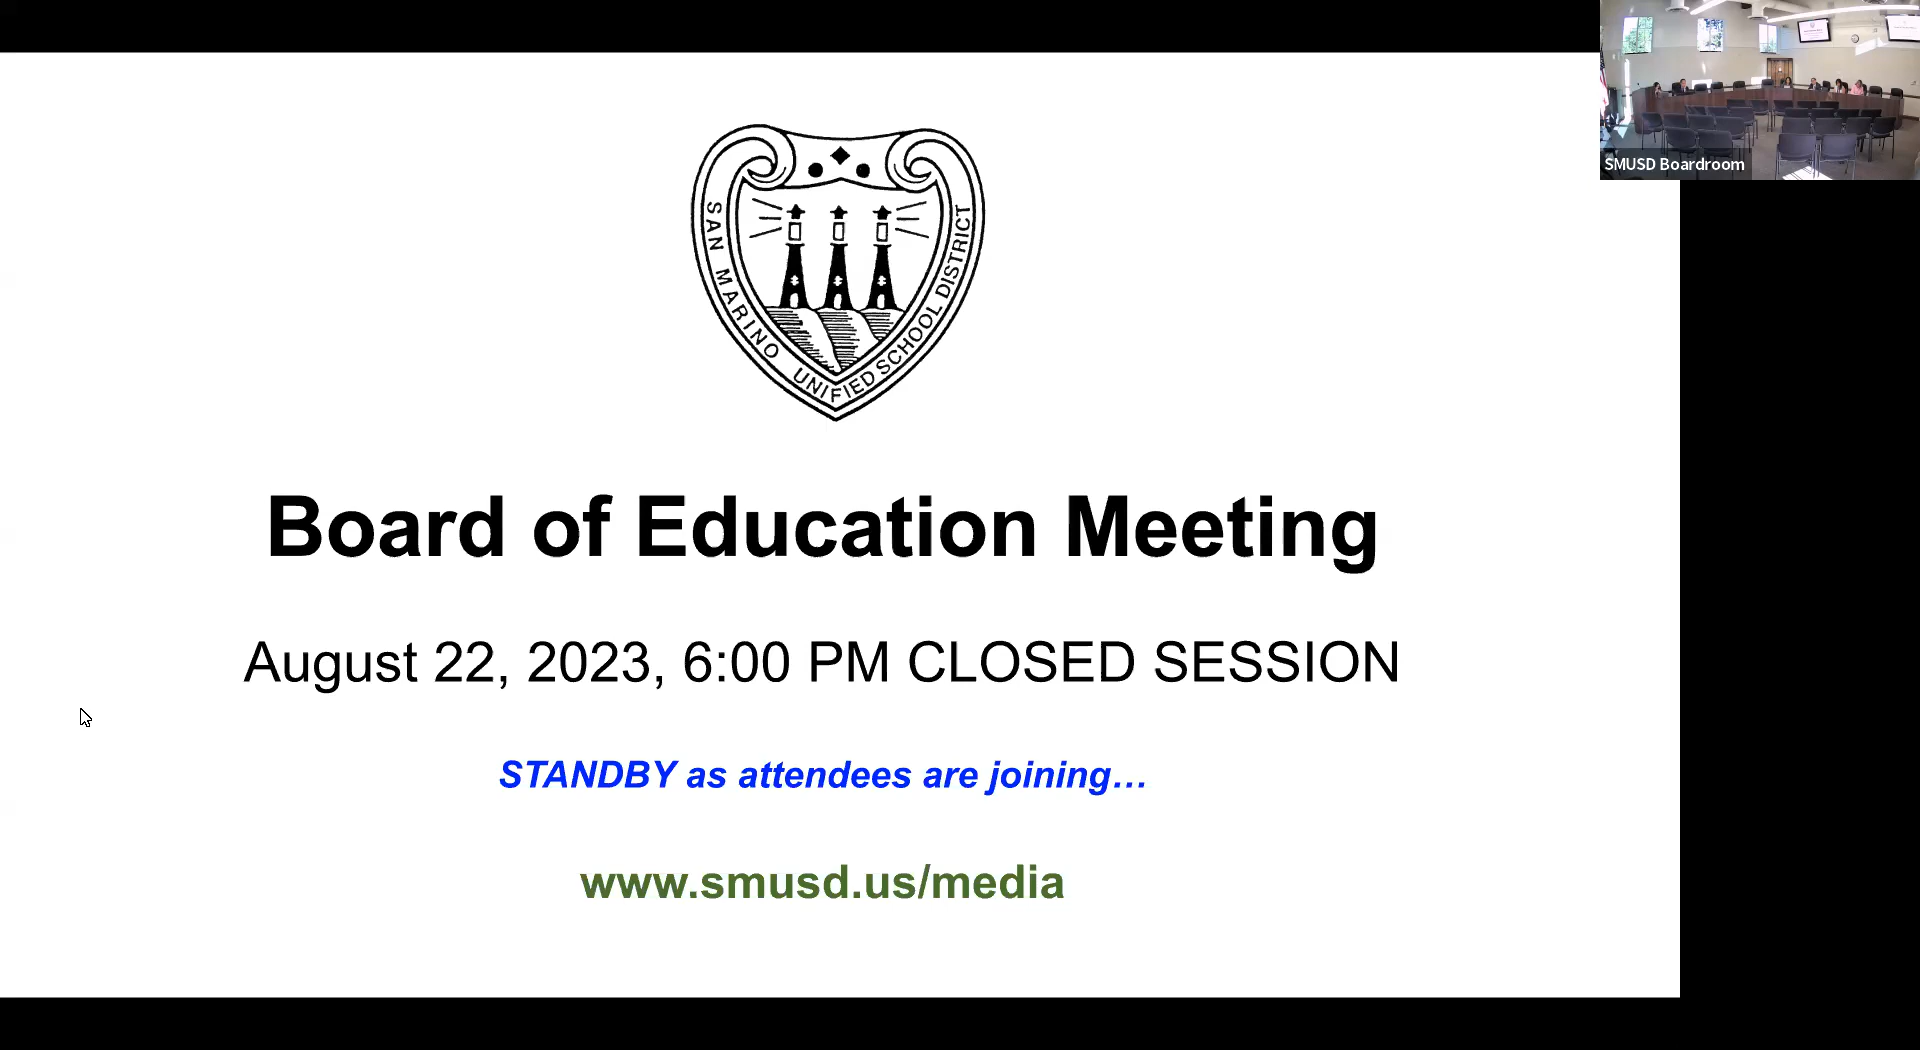 SAN MARINO UNIFIED SCHOOL DISTRICT
SMUSD Boardroom
Board of Education Meeting
August 22, 2023, 6:00 PM CLOSED SESSION
STANDBY as attendees are joining...
www.smusd.us/media